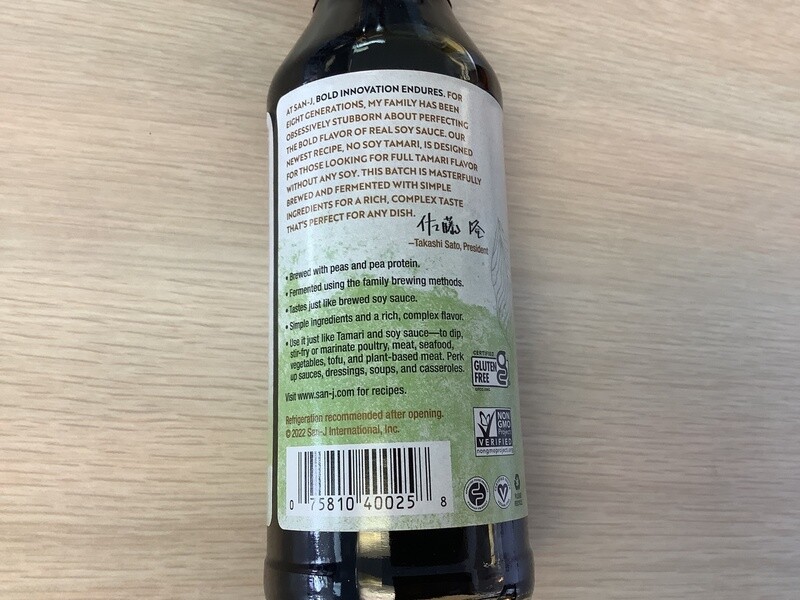 AT SAN-J, BOLD INNOVATION ENDURES. FOR
EIGHT GENERATIONS, MY FAMILY HAS BEEN
OBSESSIVELY STUBBORN ABOUT PERFECTING
THE BOLD FLAVOR OF REAL SOY SAUCE. OUR
NEWEST RECIPE, NO SOY TAMARI, IS DESIGNED
FOR THOSE LOOKING FOR FULL TAMARI FLAVOR
WITHOUT ANY SOY. THIS BATCH IS MASTERFULLY
BREWED AND FERMENTED WITH SIMPLE
INGREDIENTS FOR A RICH, COMPLEX TASTE
THAT'S PERFECT FOR ANY DISH.
–Takashi Sato, President
• Brewed with peas and pea protein.
• Fermented using the family brewing methods.
• Tastes just like brewed soy sauce.
• Simple ingredients and a rich, complex flavor.
• Use it just like Tamari and soy sauce—to dip,
stir-fry or marinate poultry, meat, seafood,
vegetables, tofu, and plant-based meat. Perk
up sauces, dressings, soups, and casseroles.
Visit www.san-j.com for recipes.
Refrigeration recommended after opening.
© 2022 San-J International, Inc.
CERTIFIED
GLUTEN
FREE
NON
GMO
Project
VERIFIED
nongmoproject.org
0 75810 40025 8